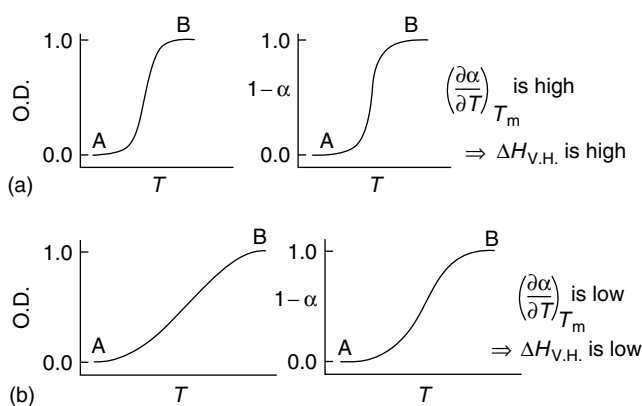 B
1.0
O.D.
A
0.0
T
(a)
B
1.0
1 – α
A
0.0
T
(∂α/∂T)Tm is high
⇒ ΔHV.H. is high
B
1.0
O.D.
A
0.0
T
(b)
B
1.0
1 – α
A
0.0
T
(∂α/∂T)Tm is low
⇒ ΔHV.H. is low